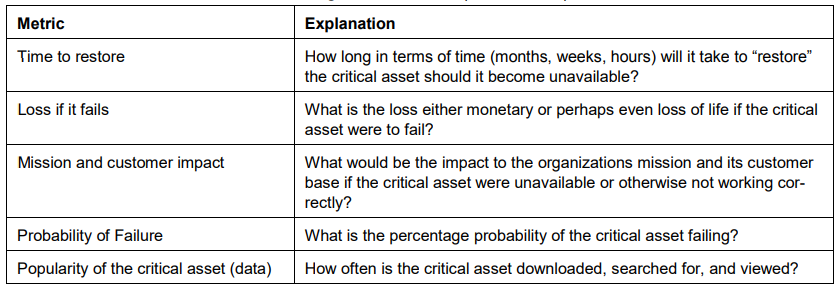 Metric Explanation
Time to restore How long in terms of time (months, weeks, hours) will it take to “restore”
the critical asset should it become unavailable?
Loss if it fails What is the loss either monetary or perhaps even loss of life if the critical
asset were to fail?
Mission and customer impact What would be the impact to the organizations mission and its customer
base if the critical asset were unavailable or otherwise not working cor-
rectly?
Probability of Failure What is the percentage probability of the critical asset failing?
Popularity of the critical asset (data) How often is the critical asset downloaded, searched for, and viewed?